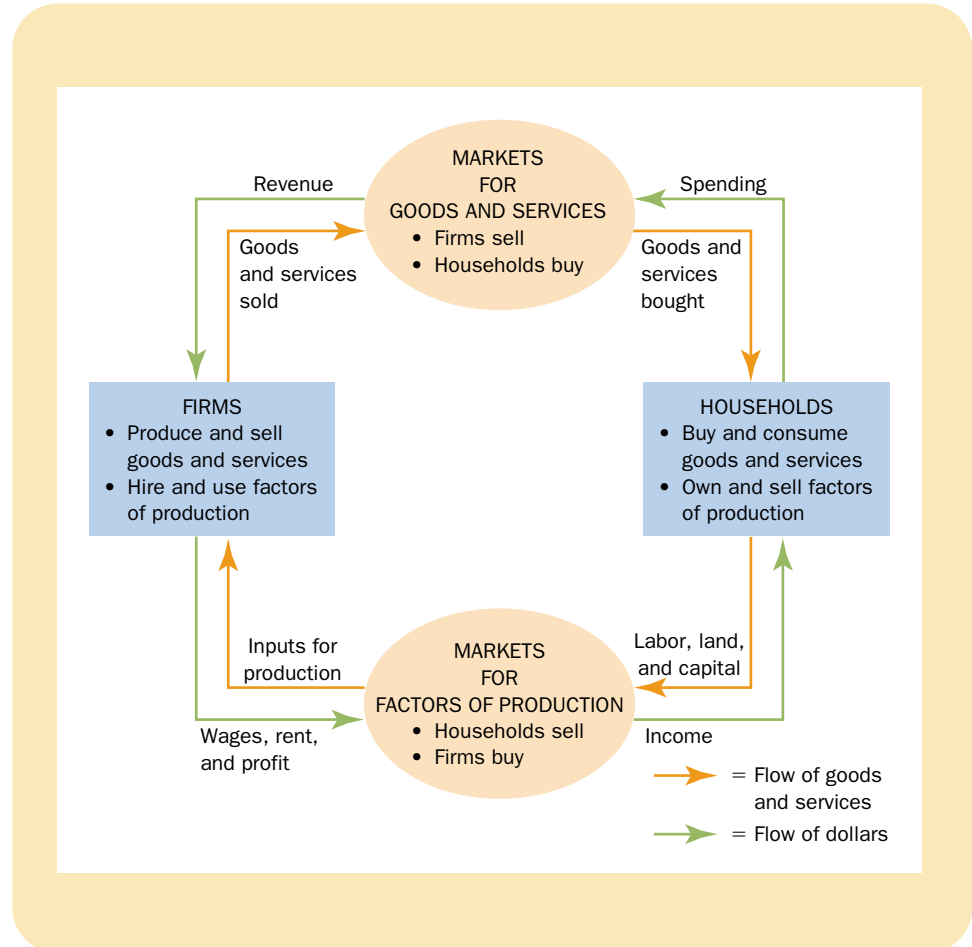 MARKETS
FOR
GOODS AND SERVICES
• Firms sell
• Households buy
Revenue
Spending
Goods
and services
sold
Goods and
services
bought
FIRMS
• Produce and sell
goods and services
• Hire and use factors
of production
HOUSEHOLDS
• Buy and consume
goods and services
• Own and sell factors
of production
Inputs for
production
Labor, land,
and capital
MARKETS
FOR
FACTORS OF PRODUCTION
• Households sell
• Firms buy
Wages, rent,
and profit
Income
= Flow of goods
and services
= Flow of dollars